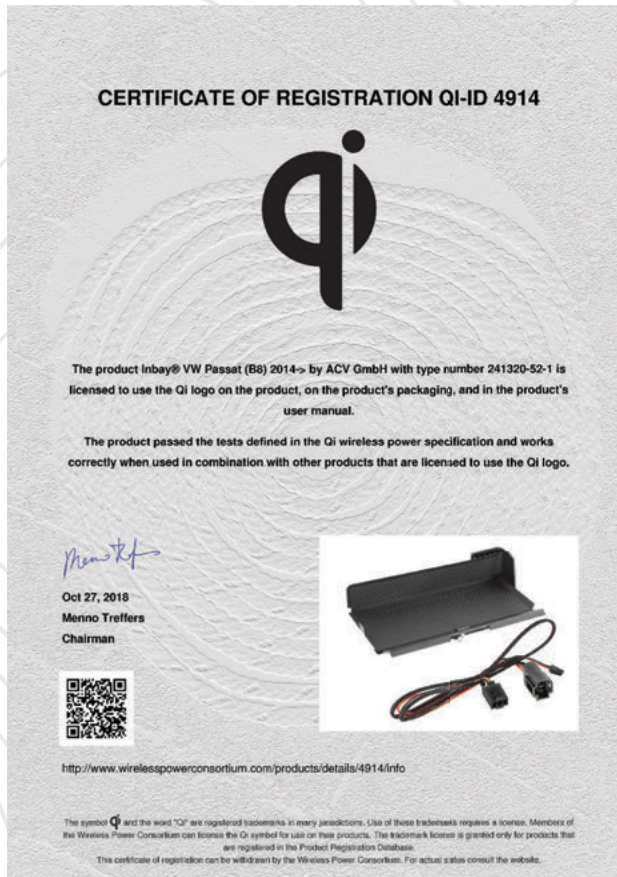 CERTIFICATE OF REGISTRATION QI-ID 4914
qi
The product Inbay® VW Passat (B8) 2014-> by ACV GmbH with type number 241320-52-1 is
licensed to use the Qi logo on the product, on the product's packaging, and in the product's
user manual.
The product passed the tests defined in the Qi wireless power specification and works
correctly when used in combination with other products that are licensed to use the Qi logo.
Oct 27, 2018
Menno Treffers
Chairman
http://www.wirelesspowerconsortium.com/products/details/4914/info
The symbol qi and the word "Qi" are registered trademarks in many jurisdictions. Use of these trademarks requires a license. Members of
the Wireless Power Consortium can license the Qi symbol for use on their products. The trademark license is granted only for products that
are registered in the Product Registration Database.
This certificate of registration can be withdrawn by the Wireless Power Consortium. For actual status consult the website.